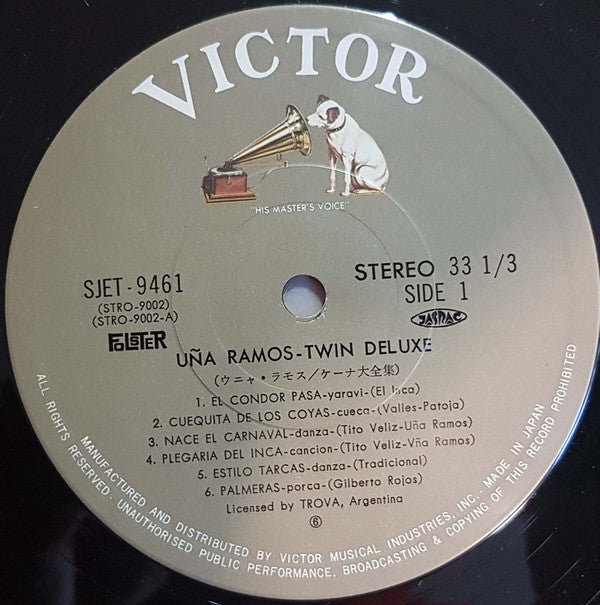 VICTOR
"HIS MASTER'S VOICE"
SJET-9461
(STRO-9002)
(STRO-9002-A)
FOLSTER
STEREO 33 1/3
SIDE 1
JASRAC
UÑA RAMOS-TWIN DELUXE
(ウニャ・ラモス/ケーナ大全集)
1. EL CONDOR PASA-yaravi-(El Inca)
2. CUEQUITA DE LOS COYAS-cueca-(Valles-Patoja)
3. NACE EL CARNAVAL-danza-(Tito Veliz-Uña Ramos)
4. PLEGARIA DEL INCA-cancion-(Tito Veliz-Vña Ramos)
5. ESTILO TARCAS-danza-(Tradicional)
6. PALMERAS-porca-(Gilberto Rojos)
Licensed by TROVA, Argentina
⑥
MANUFACTURED AND DISTRIBUTED BY VICTOR MUSICAL INDUSTRIES, INC. MADE IN JAPAN
ALL RIGHTS RESERVED. UNAUTHORISED PUBLIC PERFORMANCE, BROADCASTING & COPYING OF THIS RECORD PROHIBITED